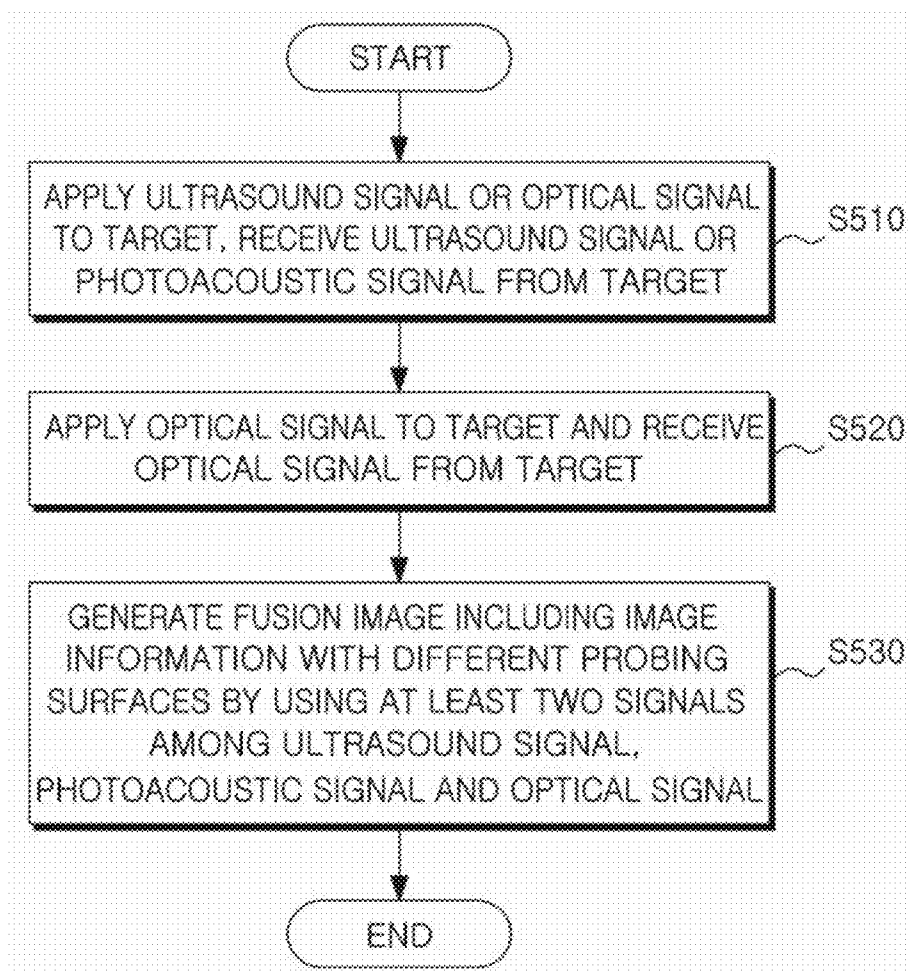 START
APPLY ULTRASOUND SIGNAL OR OPTICAL SIGNAL
TO TARGET, RECEIVE ULTRASOUND SIGNAL OR
PHOTOACOUSTIC SIGNAL FROM TARGET
S510
APPLY OPTICAL SIGNAL TO TARGET AND RECEIVE
OPTICAL SIGNAL FROM TARGET
S520
GENERATE FUSION IMAGE INCLUDING IMAGE
INFORMATION WITH DIFFERENT PROBING
SURFACES BY USING AT LEAST TWO SIGNALS
AMONG ULTRASOUND SIGNAL,
PHOTOACOUSTIC SIGNAL AND OPTICAL SIGNAL
S530
END